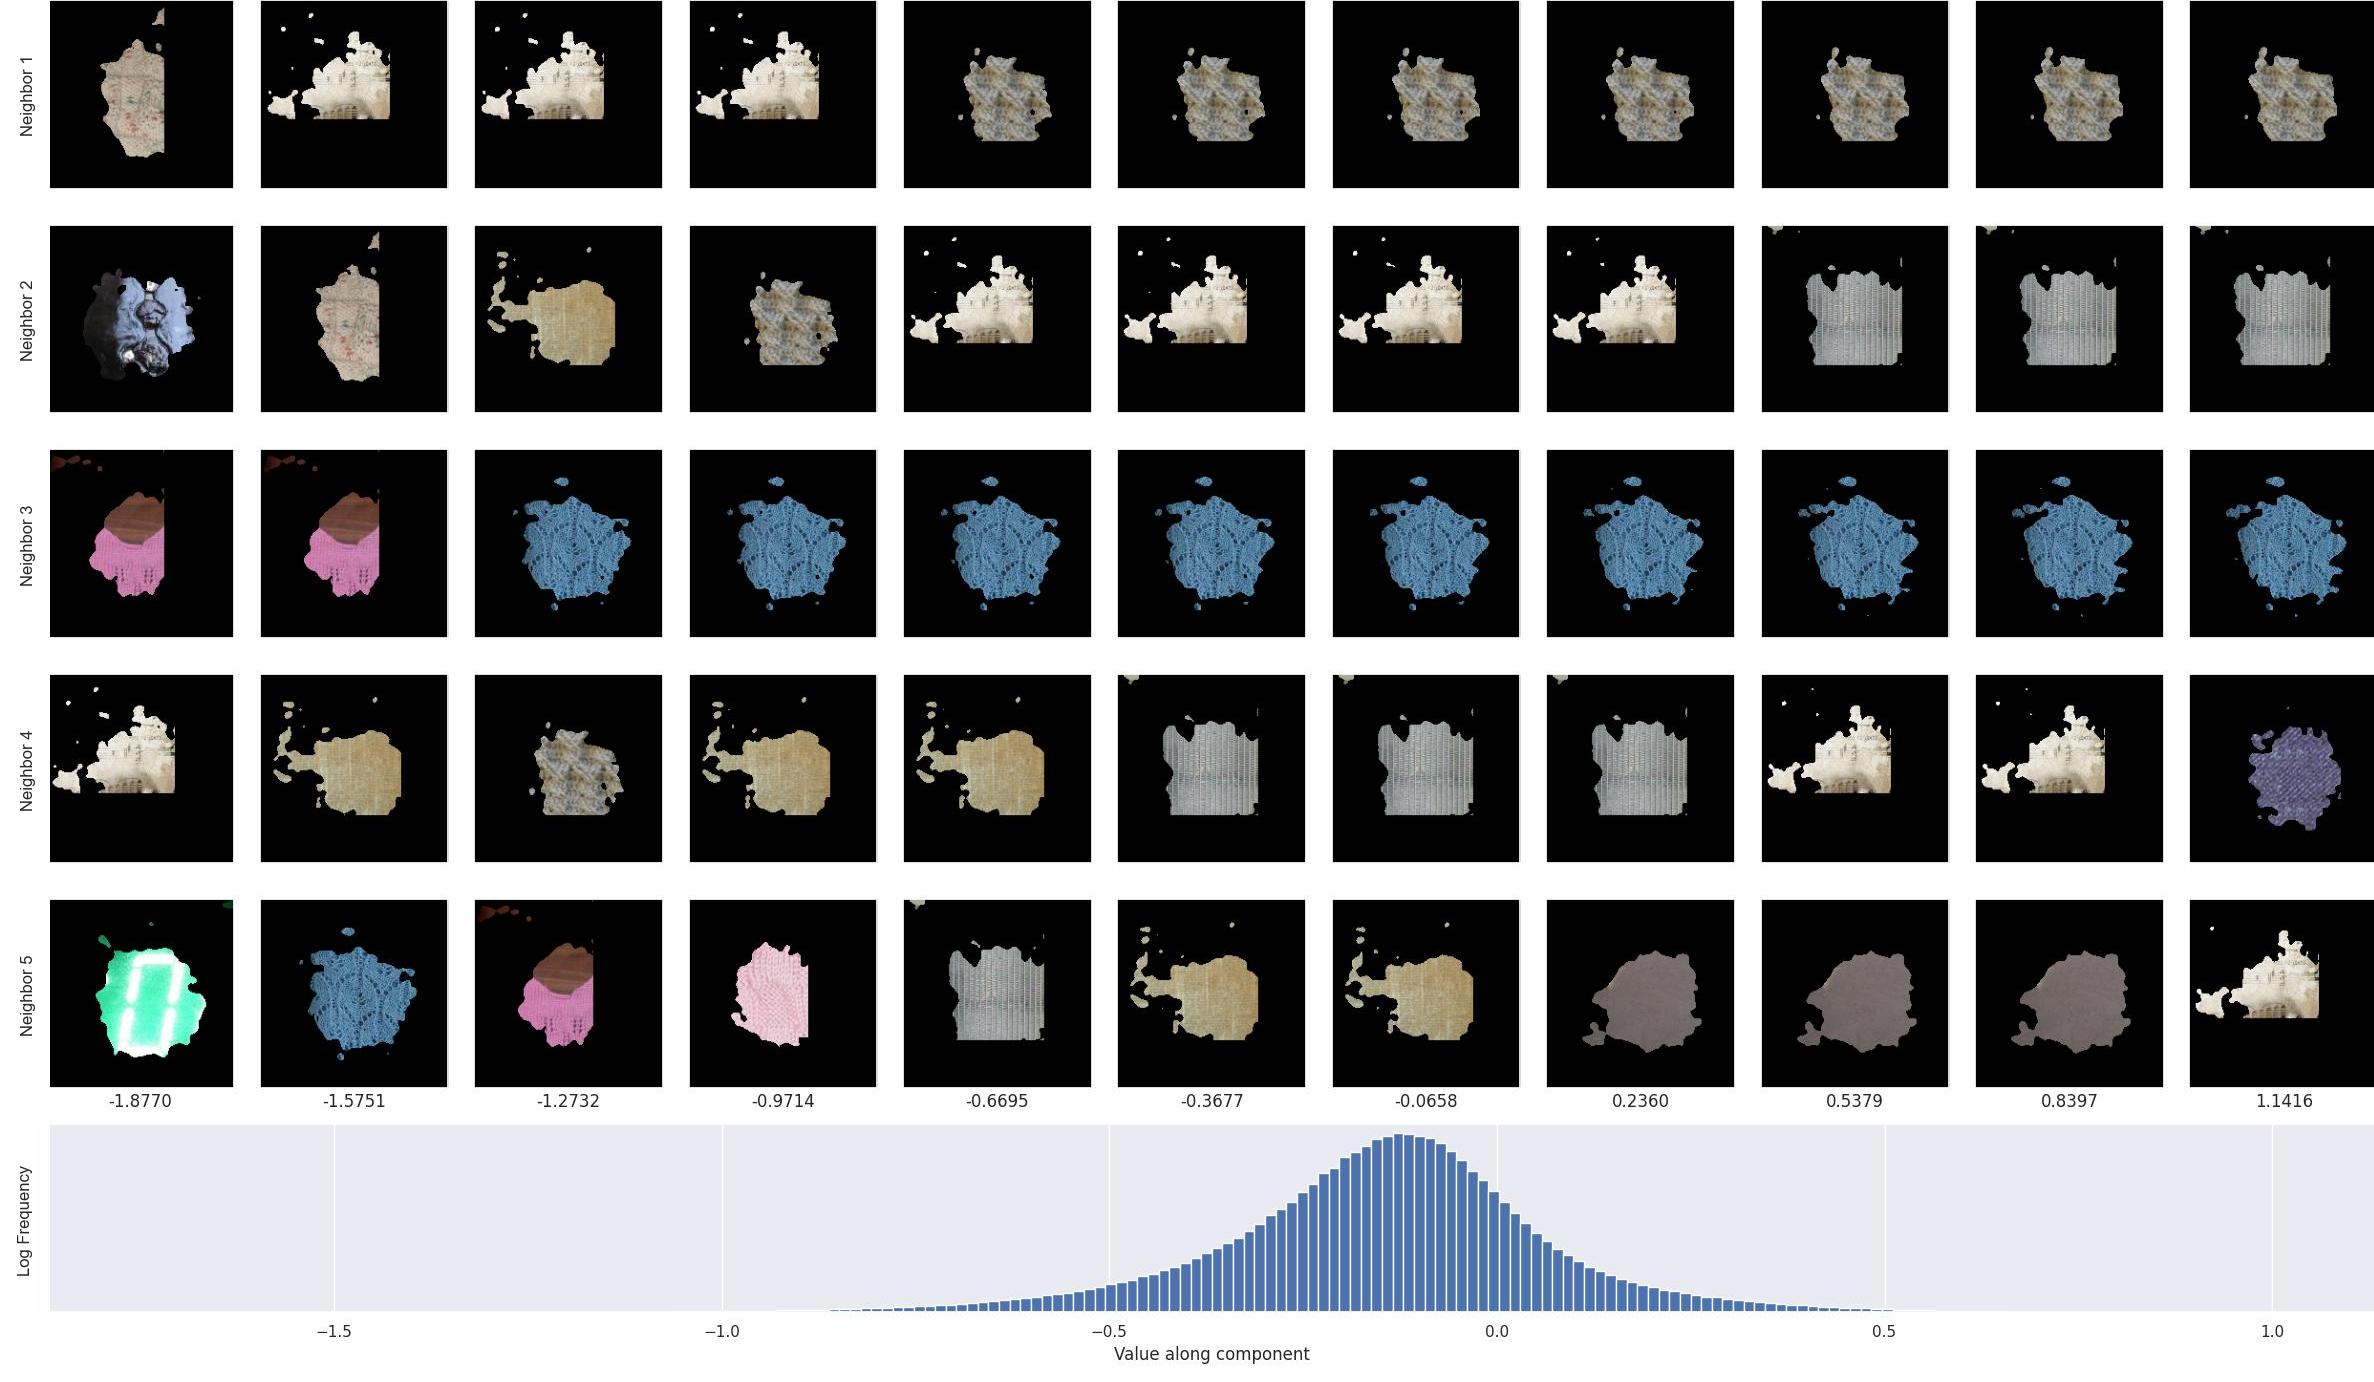 Neighbor 1
Neighbor 2
Neighbor 3
Neighbor 4
Neighbor 5
-1.8770 -1.5751 -1.2732 -0.9714 -0.6695 -0.3677 -0.0658 0.2360 0.5379 0.8397 1.1416
Log Frequency
−1.5 −1.0 −0.5 0.0 0.5 1.0
Value along component